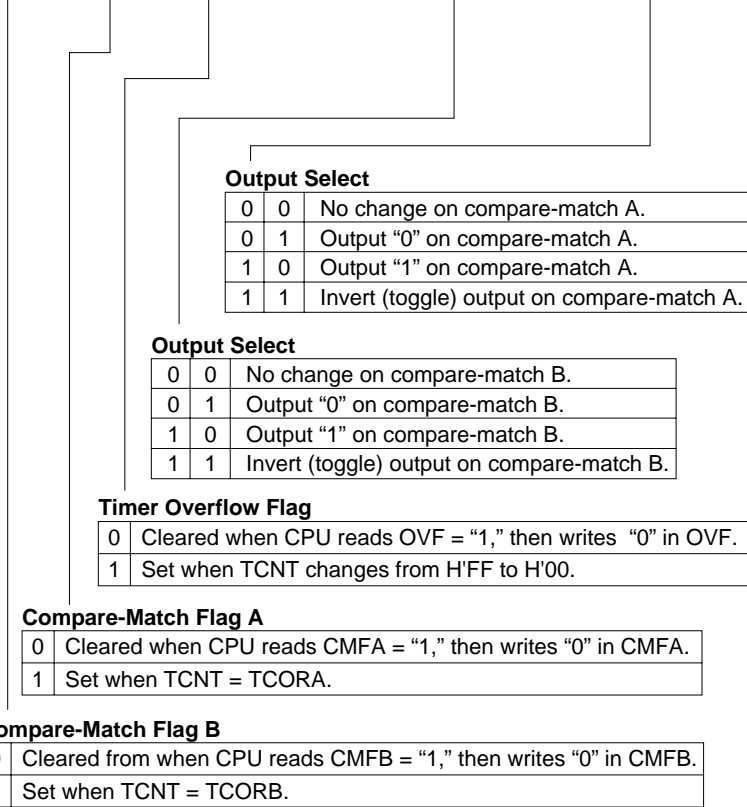 Output Select
0 0 No change on compare-match A.
0 1 Output “0” on compare-match A.
1 0 Output “1” on compare-match A.
1 1 Invert (toggle) output on compare-match A.
Output Select
0 0 No change on compare-match B.
0 1 Output “0” on compare-match B.
1 0 Output “1” on compare-match B.
1 1 Invert (toggle) output on compare-match B.
Timer Overflow Flag
0 Cleared when CPU reads OVF = “1,” then writes “0” in OVF.
1 Set when TCNT changes from H'FF to H'00.
Compare-Match Flag A
0 Cleared when CPU reads CMFA = “1,” then writes “0” in CMFA.
1 Set when TCNT = TCORA.
ompare-Match Flag B
Cleared from when CPU reads CMFB = “1,” then writes “0” in CMFB.
Set when TCNT = TCORB.